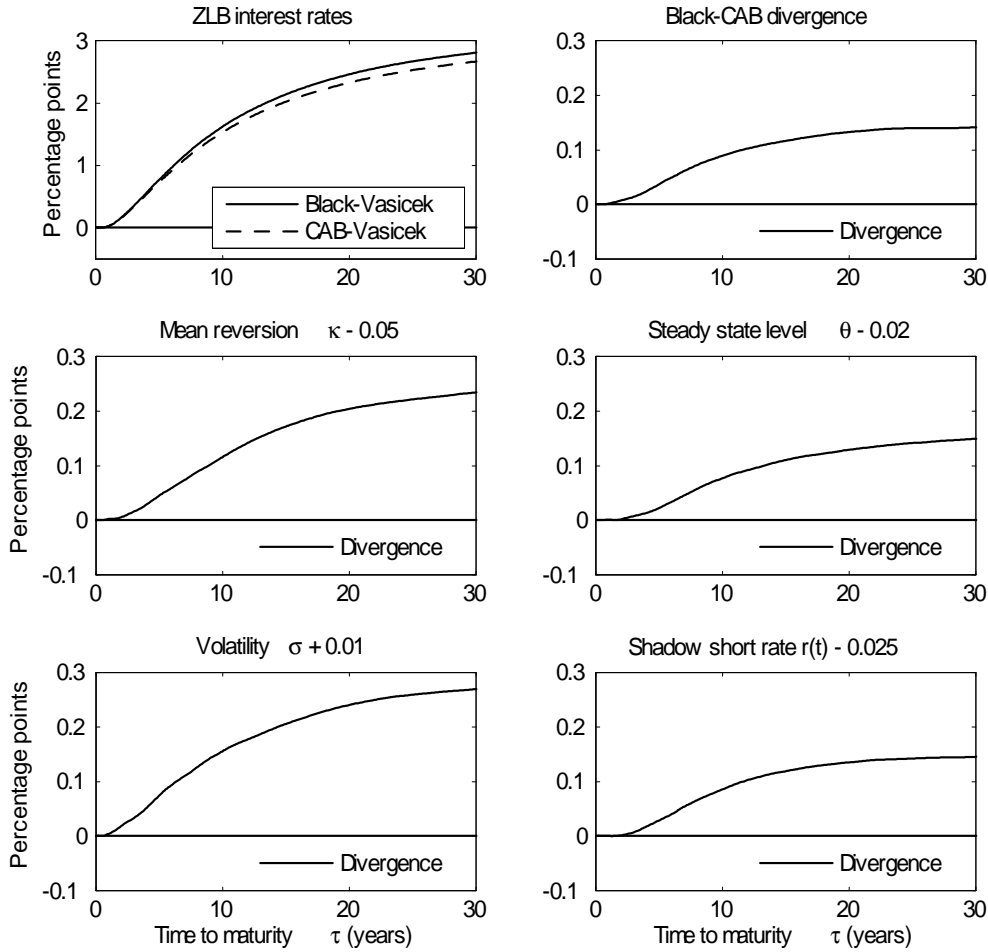 ZLB interest rates
Percentage points
3
2
1
0
Black-Vasicek
CAB-Vasicek
0 10 20 30
Black-CAB divergence
0.3
0.2
0.1
0
-0.1
Divergence
0 10 20 30
Mean reversion κ - 0.05
Percentage points
0.3
0.2
0.1
0
-0.1
Divergence
0 10 20 30
Steady state level θ - 0.02
0.3
0.2
0.1
0
-0.1
Divergence
0 10 20 30
Volatility σ + 0.01
Percentage points
0.3
0.2
0.1
0
-0.1
Divergence
0 10 20 30
Time to maturity τ (years)
Shadow short rate r(t) - 0.025
0.3
0.2
0.1
0
-0.1
Divergence
0 10 20 30
Time to maturity τ (years)